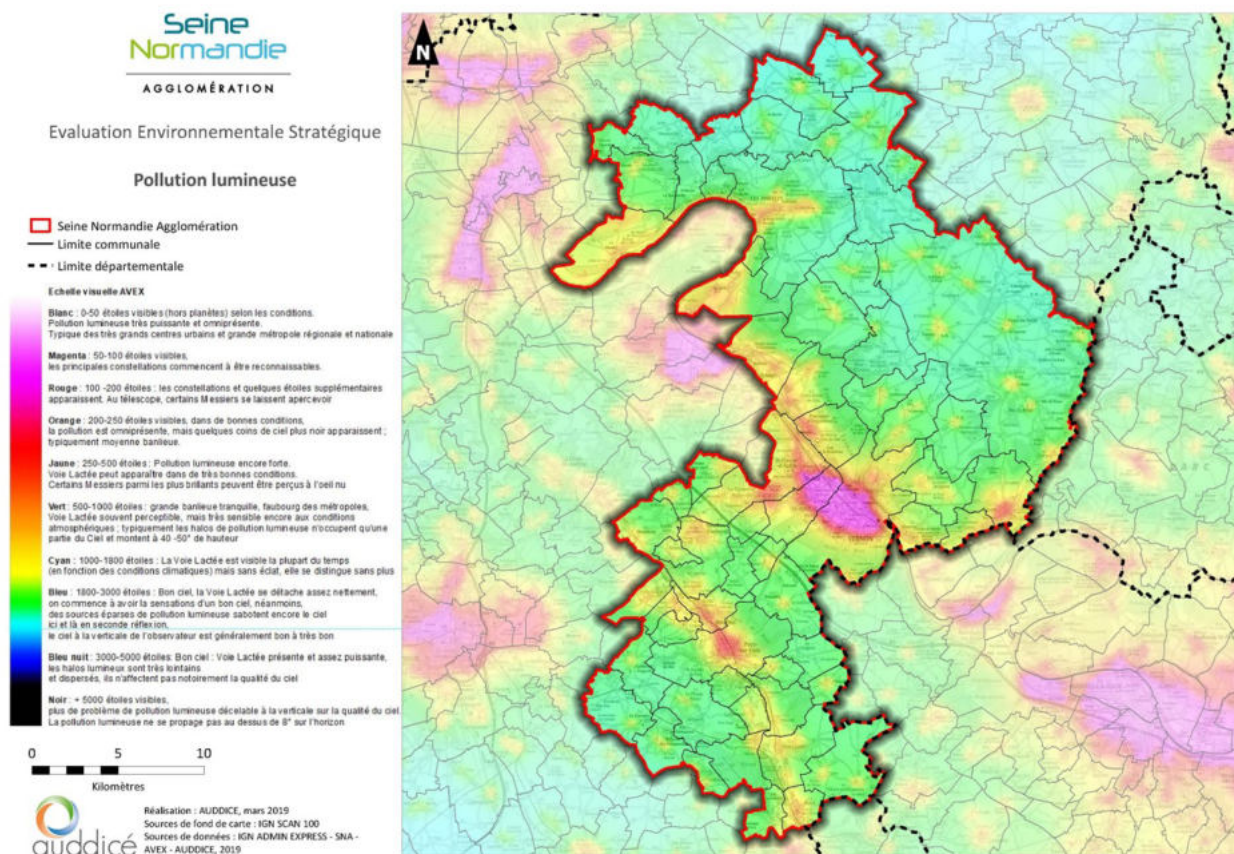 Seine
Normandie
AGGLOMÉRATION
Evaluation Environnementale Stratégique
Pollution lumineuse
Seine Normandie Agglomération
Limite communale
Limite départementale
Echelle visuelle AVEX
Blanc : 0-50 étoiles visibles (hors planètes) selon les conditions.
Pollution lumineuse très puissante et omniprésente.
Typique des très grands centres urbains et grande métropole régionale et nationale
Magenta : 50-100 étoiles visibles,
les principales constellations commencent à être reconnaissables.
Rouge : 100 -200 étoiles : les constellations et quelques étoiles supplémentaires
apparaissent. Au télescope, certains Messiers se laissent apercevoir
Orange : 200-250 étoiles visibles, dans de bonnes conditions,
la pollution est omniprésente, mais quelques coins de ciel plus noir apparaissent ;
typiquement moyenne banlieue.
Jaune : 250-500 étoiles : Pollution lumineuse encore forte.
Voie Lactée peut apparaître dans de très bonnes conditions.
Certains Messiers parmi les plus brillants peuvent être perçus à l'oeil nu
Vert : 500-1000 étoiles : grande banlieue tranquille, faubourg des métropoles,
Voie Lactée souvent perceptible, mais très sensible encore aux conditions
atmosphériques ; typiquement les halos de pollution lumineuse n'occupent qu'une
partie du Ciel et montent à 40 -50° de hauteur
Cyan : 1000-1800 étoiles : La Voie Lactée est visible la plupart du temps
(en fonction des conditions climatiques) mais sans éclat, elle se distingue sans plus
Bleu : 1800-3000 étoiles : Bon ciel, la Voie Lactée se détache assez nettement,
on commence à avoir la sensations d'un bon ciel, néanmoins,
des sources éparses de pollution lumineuse sabotent encore le ciel
ici et là en seconde réflexion,
le ciel à la verticale de l'observateur est généralement bon à très bon
Bleu nuit : 3000-5000 étoiles: Bon ciel : Voie Lactée présente et assez puissante,
les halos lumineux sont très lointains
et dispersés, ils n'affectent pas notoirement la qualité du ciel
Noir : + 5000 étoiles visibles,
plus de problème de pollution lumineuse décelable à la verticale sur la qualité du ciel.
La pollution lumineuse ne se propage pas au dessus de 8° sur l'horizon
0 5 10
Kilomètres
auddicé
Réalisation : AUDDICE, mars 2019
Sources de fond de carte : IGN SCAN 100
Sources de données : IGN ADMIN EXPRESS - SNA -
AVEX - AUDDICE, 2019
N